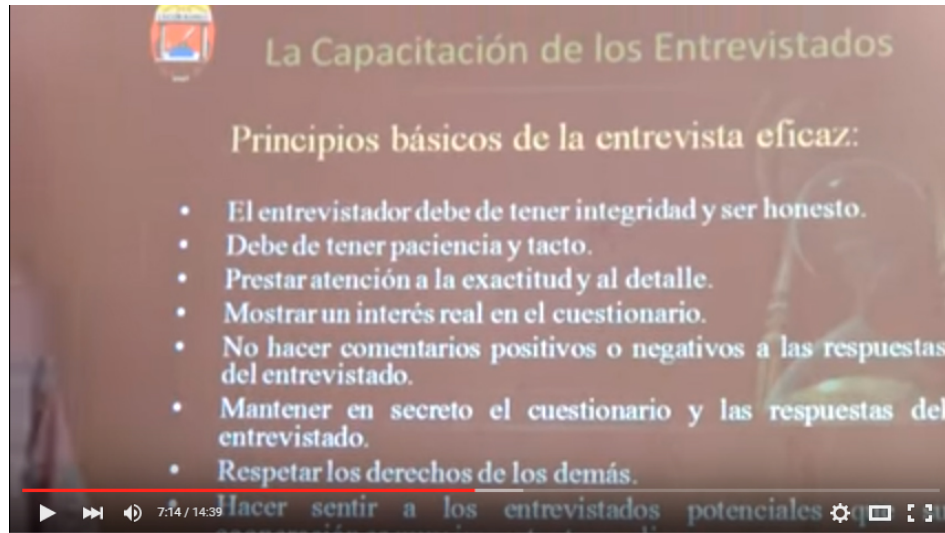 La Capacitación de los Entrevistados
Principios básicos de la entrevista eficaz:
• El entrevistador debe de tener integridad y ser honesto.
• Debe de tener paciencia y tacto.
• Prestar atención a la exactitud y al detalle.
• Mostrar un interés real en el cuestionario.
• No hacer comentarios positivos o negativos a las respuestas
del entrevistado.
• Mantener en secreto el cuestionario y las respuestas del
entrevistado.
• Respetar los derechos de los demás.
• Hacer sentir a los entrevistados potenciales que su
7:14 / 14:39